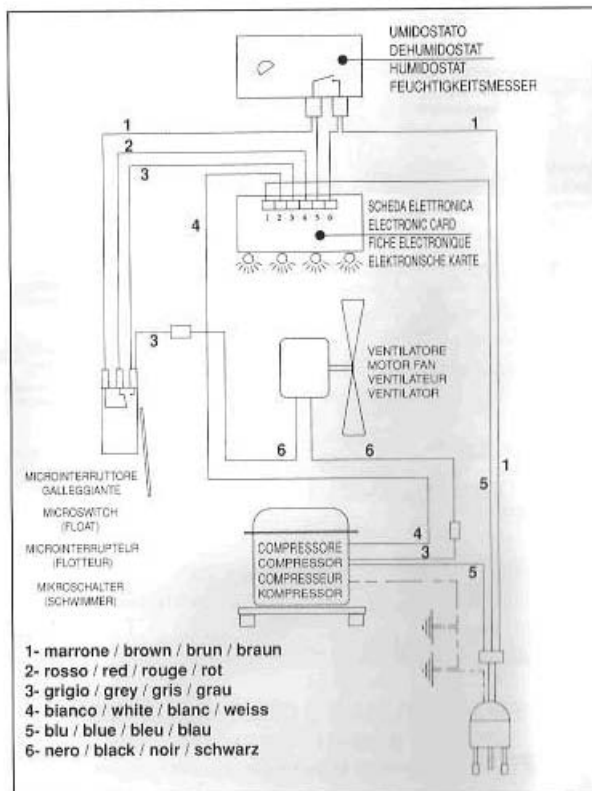 UMIDOSTATO
DEHUMIDOSTAT
HUMIDOSTAT
FEUCHTIGKEITSMESSER
1
1
2
3
4
1 2 3 4 5 6
SCHEDA ELETTRONICA
ELECTRONIC CARD
FICHE ELECTRONIQUE
ELEKTRONISCHE KARTE
3
VENTILATORE
MOTOR FAN
VENTILATEUR
VENTILATOR
6
6
5
1
MICROINTERRUTTORE
GALLEGGIANTE
MICROSWITCH
(FLOAT)
MICROINTERRUPTEUR
(FLOTTEUR)
MIKROSCHALTER
(SCHWIMMER)
COMPRESSORE
COMPRESSOR
COMPRESSEUR
KOMPRESSOR
4
3
5
1- marrone / brown / brun / braun
2- rosso / red / rouge / rot
3- grigio / grey / gris / grau
4- bianco / white / blanc / weiss
5- blu / blue / bleu / blau
6- nero / black / noir / schwarz